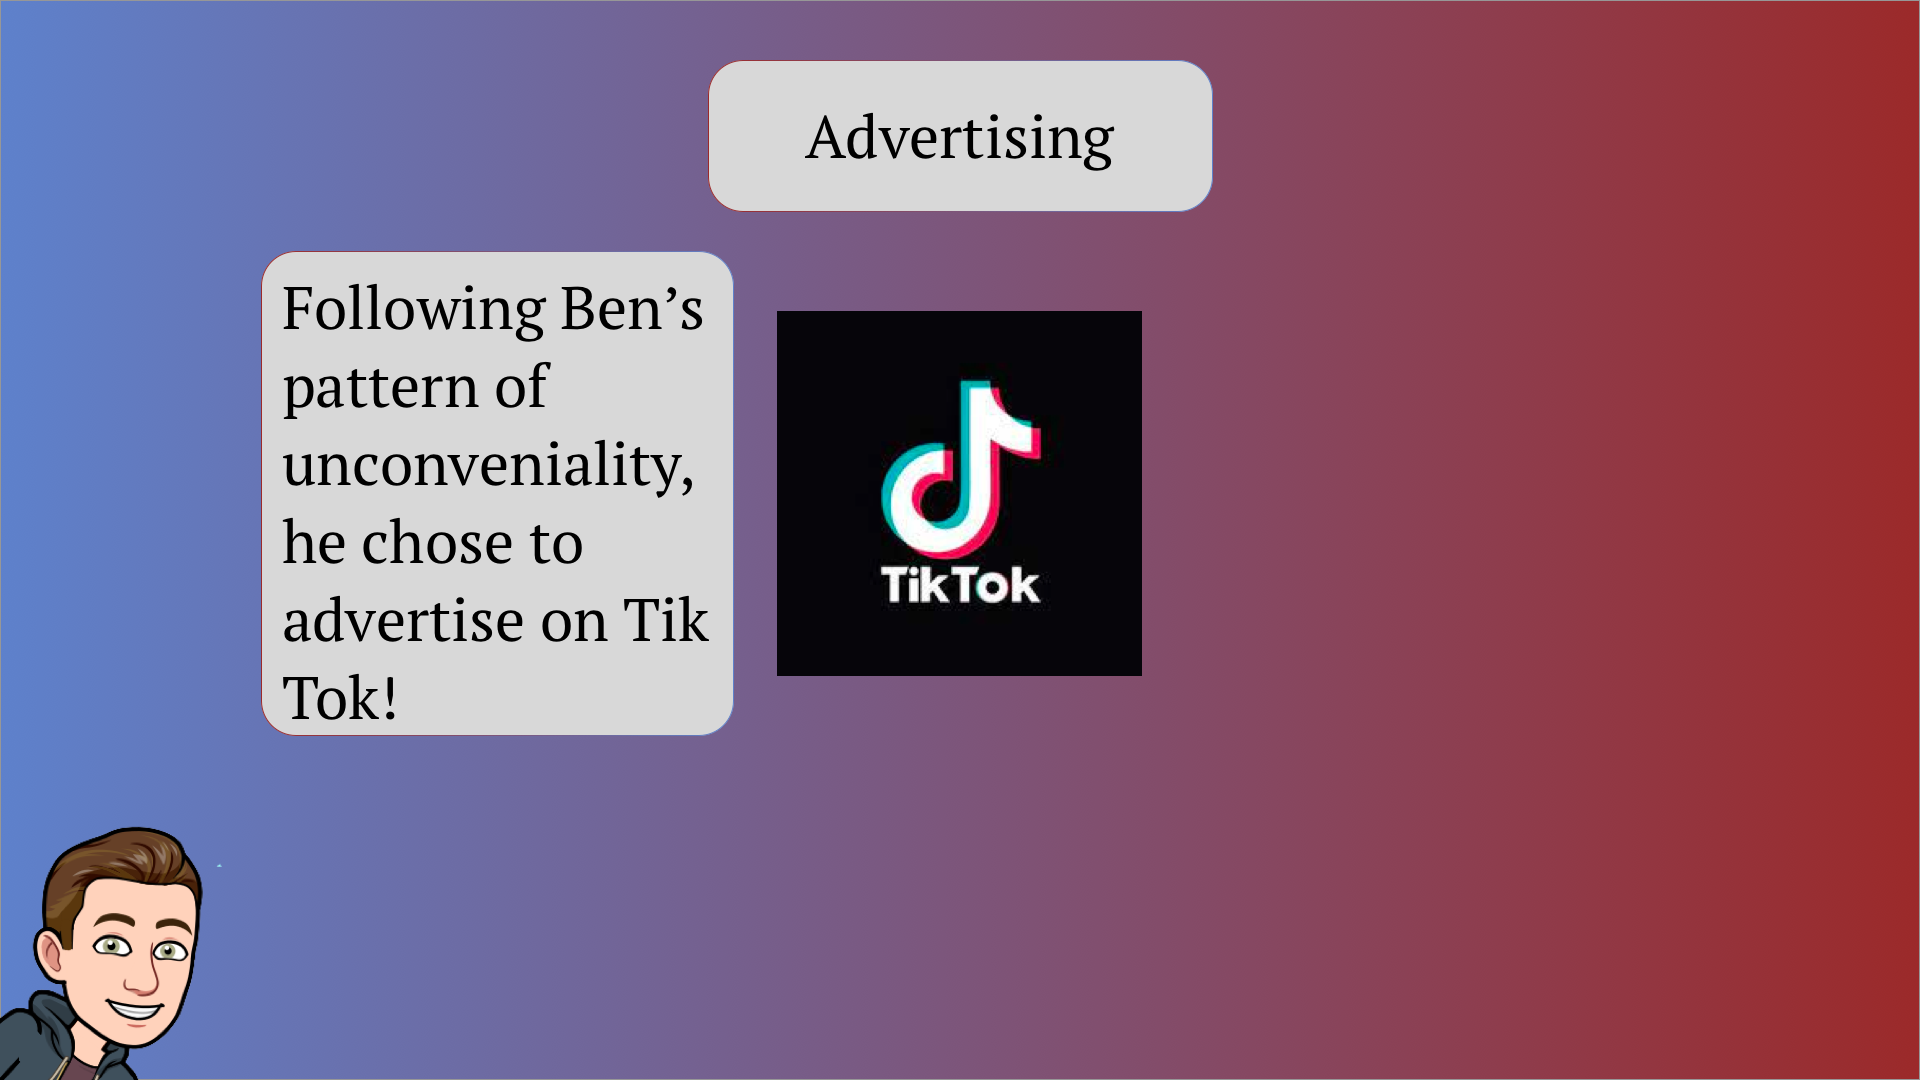 Advertising
Following Ben’s
pattern of
unconveniality,
he chose to
advertise on Tik
Tok!
TikTok